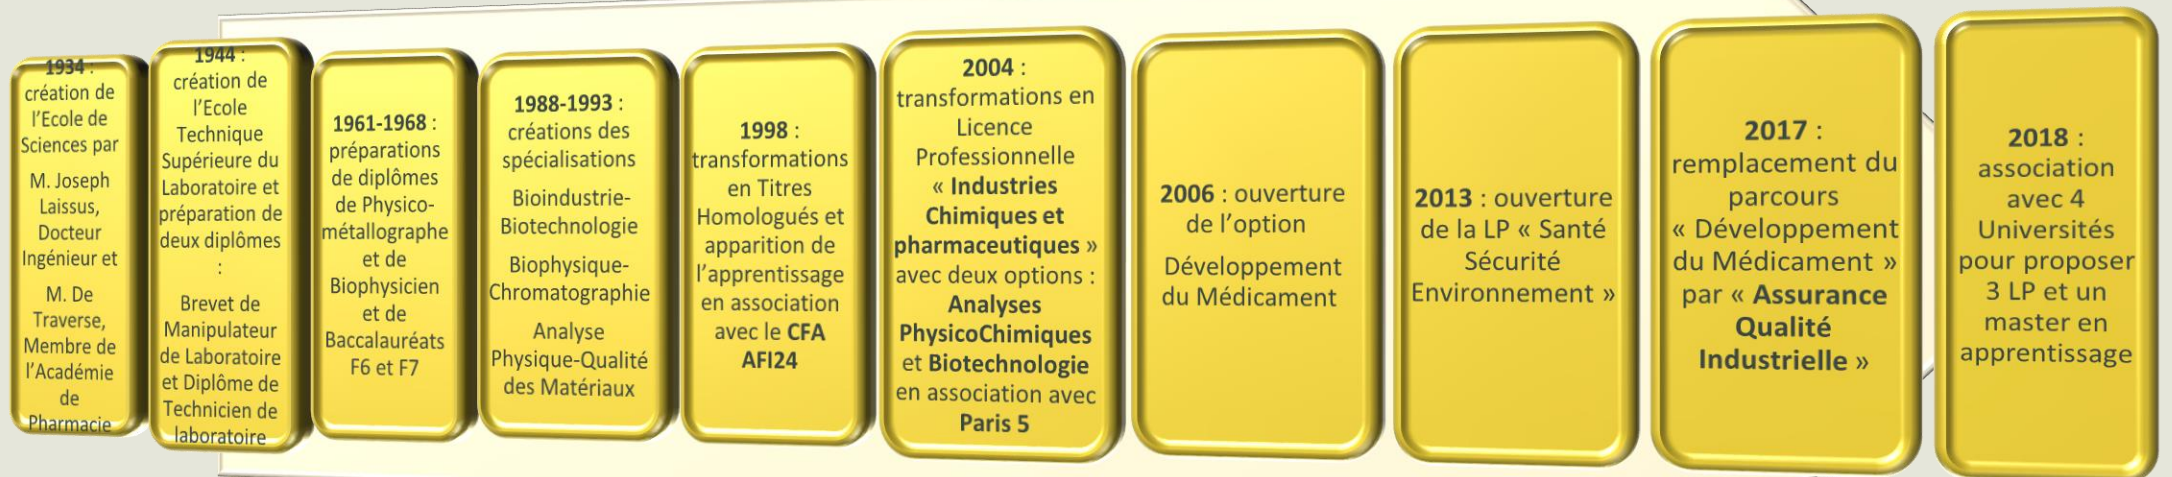 1934 :
création de
l'Ecole de
Sciences par
M. Joseph
Laissus,
Docteur
Ingénieur et
M. De
Traverse,
Membre de
l'Académie
de
Pharmacie
1944 :
création de
l'Ecole
Technique
Supérieure du
Laboratoire et
préparation de
deux diplômes
:
Brevet de
Manipulateur
de Laboratoire
et Diplôme de
Technicien de
laboratoire
1961-1968 :
préparations
de diplômes
de Physico-
métallographe
et de
Biophysicien
et de
Baccalauréats
F6 et F7
1988-1993 :
créations des
spécialisations
Bioindustrie-
Biotechnologie
Biophysique-
Chromatographie
Analyse
Physique-Qualité
des Matériaux
1998 :
transformations
en Titres
Homologués et
apparition de
l'apprentissage
en association
avec le CFA
AFI24
2004 :
transformations en
Licence
Professionnelle
« Industries
Chimiques et
pharmaceutiques »
avec deux options :
Analyses
PhysicoChimiques
et Biotechnologie
en association avec
Paris 5
2006 : ouverture
de l'option
Développement
du Médicament
2013 : ouverture
de la LP « Santé
Sécurité
Environnement »
2017 :
remplacement du
parcours
« Développement
du Médicament »
par « Assurance
Qualité
Industrielle »
2018 :
association
avec 4
Universités
pour proposer
3 LP et un
master en
apprentissage